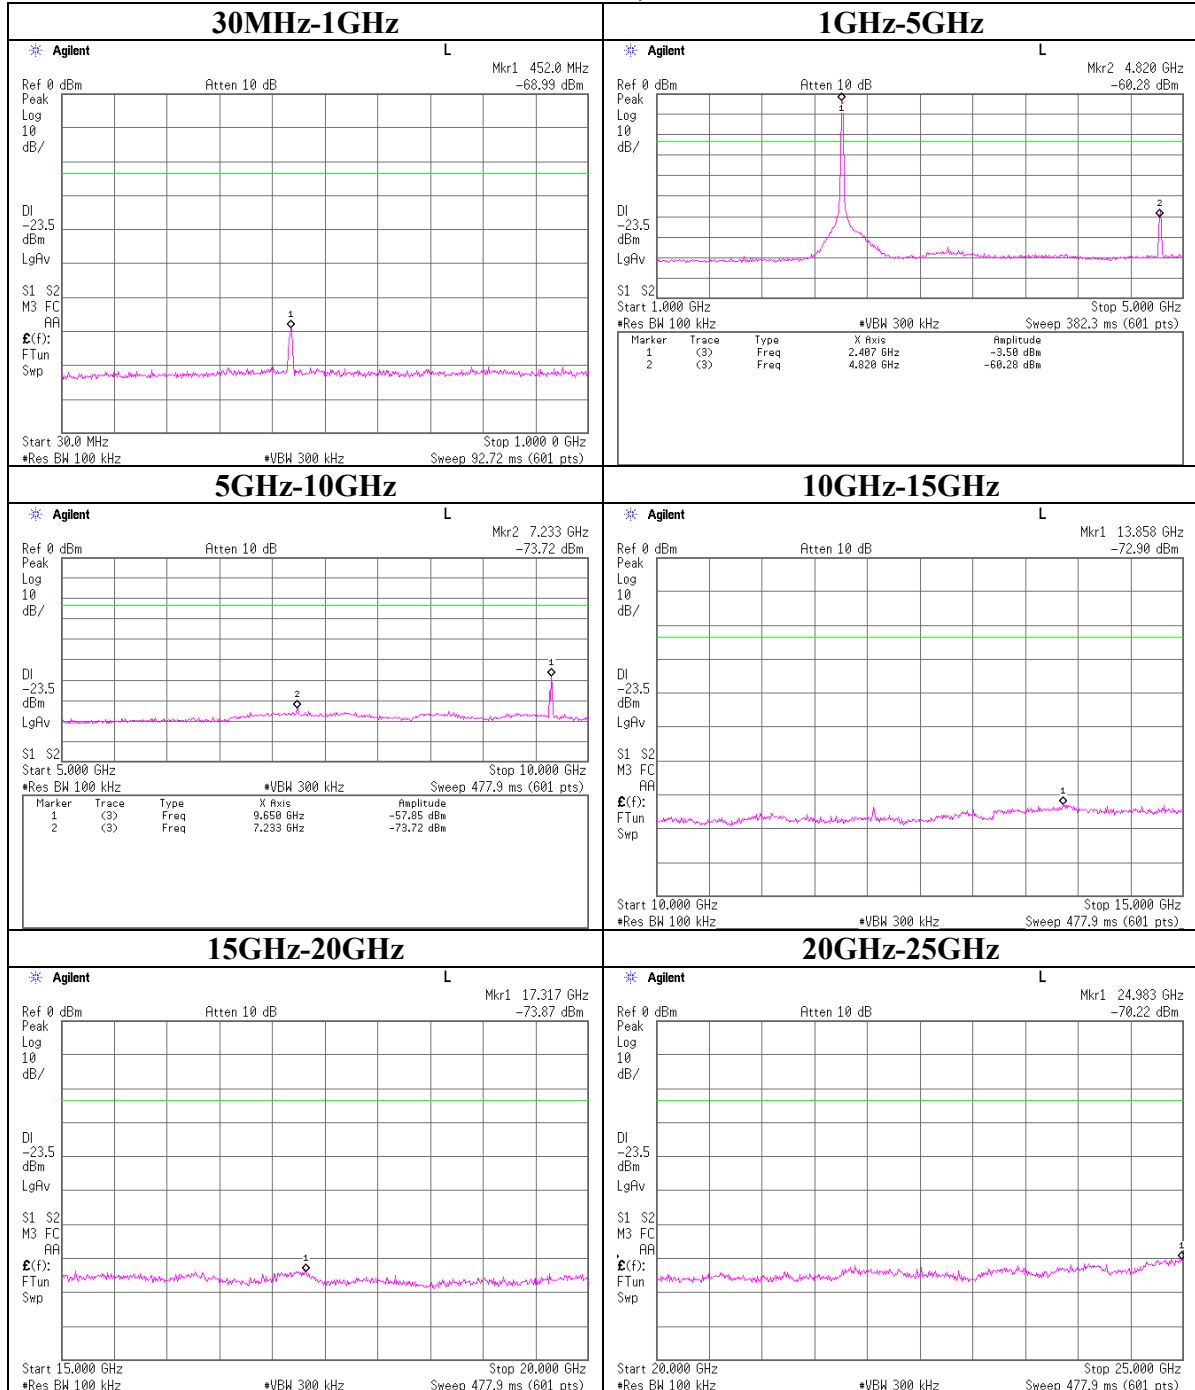 30MHz-1GHz
Agilent L
Mkr1 452.0 MHz
Ref 0 dBm Atten 10 dB -68.99 dBm
Peak
Log
10
dB/
DI
-23.5
dBm
LgAv
S1 S2
M3 FC
AA
£(f):
FTun
Swp
1
Start 30.0 MHz Stop 1.000 0 GHz
#Res BW 100 kHz #VBW 300 kHz Sweep 92.72 ms (601 pts)
1GHz-5GHz
Agilent L
Mkr2 4.820 GHz
Ref 0 dBm Atten 10 dB -60.28 dBm
Peak
Log
10
dB/
DI
-23.5
dBm
LgAv
S1 S2
1
2
Start 1.000 GHz Stop 5.000 GHz
#Res BW 100 kHz #VBW 300 kHz Sweep 382.3 ms (601 pts)
Marker Trace Type X Axis Amplitude
1 (3) Freq 2.407 GHz -3.50 dBm
2 (3) Freq 4.820 GHz -60.28 dBm
5GHz-10GHz
Agilent L
Mkr2 7.233 GHz
Ref 0 dBm Atten 10 dB -73.72 dBm
Peak
Log
10
dB/
DI
-23.5
dBm
LgAv
S1 S2
1
2
Start 5.000 GHz Stop 10.000 GHz
#Res BW 100 kHz #VBW 300 kHz Sweep 477.9 ms (601 pts)
Marker Trace Type X Axis Amplitude
1 (3) Freq 9.650 GHz -57.85 dBm
2 (3) Freq 7.233 GHz -73.72 dBm
10GHz-15GHz
Agilent L
Mkr1 13.858 GHz
Ref 0 dBm Atten 10 dB -72.90 dBm
Peak
Log
10
dB/
DI
-23.5
dBm
LgAv
S1 S2
M3 FC
AA
£(f):
FTun
Swp
1
Start 10.000 GHz Stop 15.000 GHz
#Res BW 100 kHz #VBW 300 kHz Sweep 477.9 ms (601 pts)
15GHz-20GHz
Agilent L
Mkr1 17.317 GHz
Ref 0 dBm Atten 10 dB -73.87 dBm
Peak
Log
10
dB/
DI
-23.5
dBm
LgAv
S1 S2
M3 FC
AA
£(f):
FTun
Swp
1
Start 15.000 GHz Stop 20.000 GHz
#Res BW 100 kHz #VBW 300 kHz Sweep 477.9 ms (601 pts)
20GHz-25GHz
Agilent L
Mkr1 24.983 GHz
Ref 0 dBm Atten 10 dB -70.22 dBm
Peak
Log
10
dB/
DI
-23.5
dBm
LgAv
S1 S2
M3 FC
AA
£(f):
FTun
Swp
1
Start 20.000 GHz Stop 25.000 GHz
#Res BW 100 kHz #VBW 300 kHz Sweep 477.9 ms (601 pts)